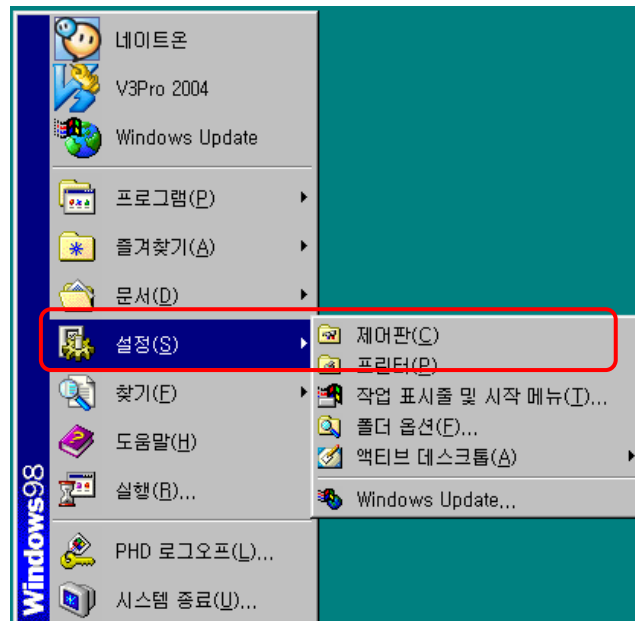 네이트온
V3Pro 2004
Windows Update
프로그램(P)
즐겨찾기(A)
문서(D)
설정(S)
제어판(C)
프린터(P)
작업 표시줄 및 시작 메뉴(T)...
폴더 옵션(F)...
액티브 데스크톱(A)
Windows Update...
찾기(F)
도움말(H)
실행(R)...
PHD 로그오프(L)...
시스템 종료(U)...
Windows98